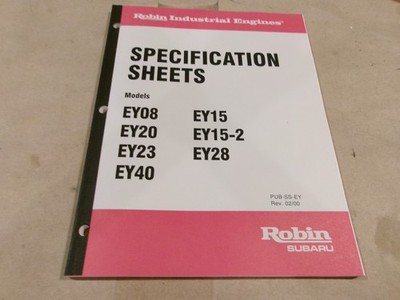 Robin Industrial Engines
SPECIFICATION
SHEETS
Models
EY08 EY15
EY20 EY15-2
EY23 EY28
EY40
PUB-SS-EY
Rev. 02/00
Robin
SUBARU